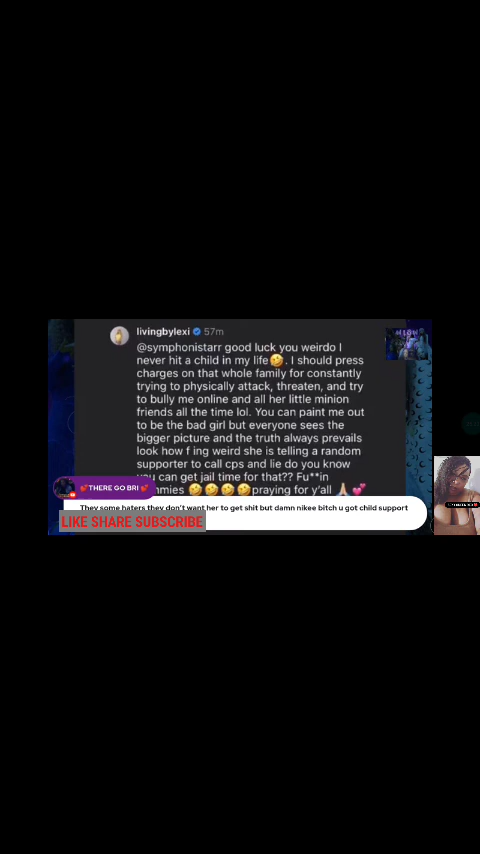 livingbylexi 57m
@symphonistarr good luck you weirdo I
never hit a child in my life🤣. I should press
charges on that whole family for constantly
trying to physically attack, threaten, and try
to bully me online and all her little minion
friends all the time lol. You can paint me out
to be the bad girl but everyone sees the
bigger picture and the truth always prevails
look how f ing weird she is telling a random
supporter to call cps and lie do you know
you can get jail time for that?? Fu**in
mmies 🤣🤣🤣🤣praying for y'all 🙏🏼💕
💕THERE GO BRI 💕
They some haters they don't want her to get shit but damn nikee bitch u got child support
LIKE SHARE SUBSCRIBE